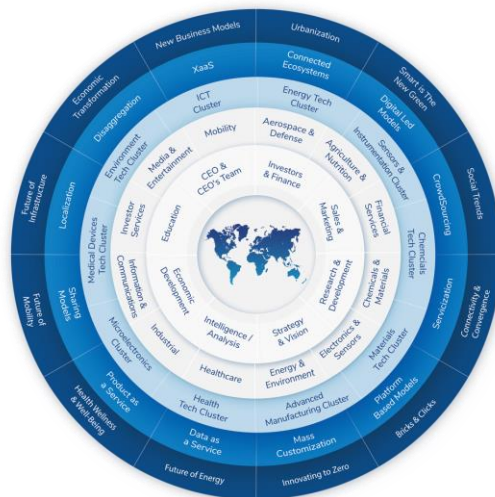 New Business Models
Urbanization
Smart is The
New Green
Social Trends
Connectivity &
Convergence
Bricks & Clicks
Innovating to Zero
Future of Energy
Health Wellness
& Well-Being
Future of
Mobility
Future of
Infrastructure
Economic
Transformation
XaaS
Connected
Ecosystems
Digital Led
Models
CrowdSourcing
Servicization
Platform
Based Models
Mass
Customization
Data as
a Service
Product as
a Service
Sharing
Models
Localization
Disaggregation
ICT
Cluster
Energy Tech
Cluster
Sensors &
Instrumentation Cluster
Chemcials
Tech Cluster
Materials
Tech Cluster
Advanced
Manufacturing Cluster
Health
Tech Cluster
Microelectronics
Cluster
Medical Devices
Tech Cluster
Environment
Tech Cluster
Mobility
Aerospace &
Defense
Agriculture &
Nutrition
Financial
Services
Chemicals &
Materials
Electronics &
Sensors
Energy &
Environment
Healthcare
Industrial
Information &
Communications
Investor
Services
Media &
Entertainment
CEO &
CEO's Team
Investors
& Finance
Sales &
Marketing
Research &
Development
Strategy
& Vision
Intelligence /
Analysis
Economic
Development
Education